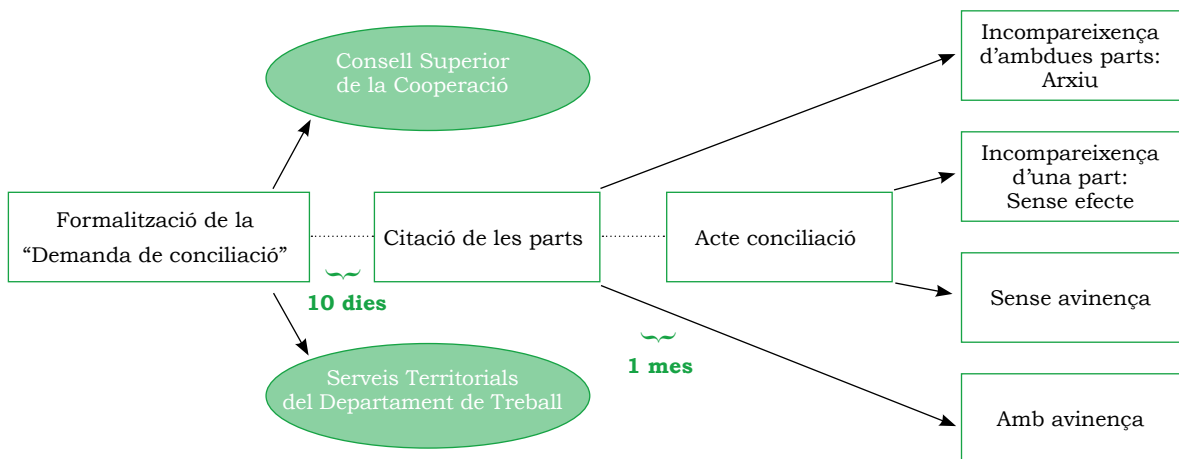 Consell Superior
de la Cooperació
Formalització de la
“Demanda de conciliació”
10 dies
Serveis Territorials
del Departament de Treball
Citació de les parts
1 mes
Acte conciliació
Incompareixença
d’ambdues parts:
Arxiu
Incompareixença
d’una part:
Sense efecte
Sense avinença
Amb avinença